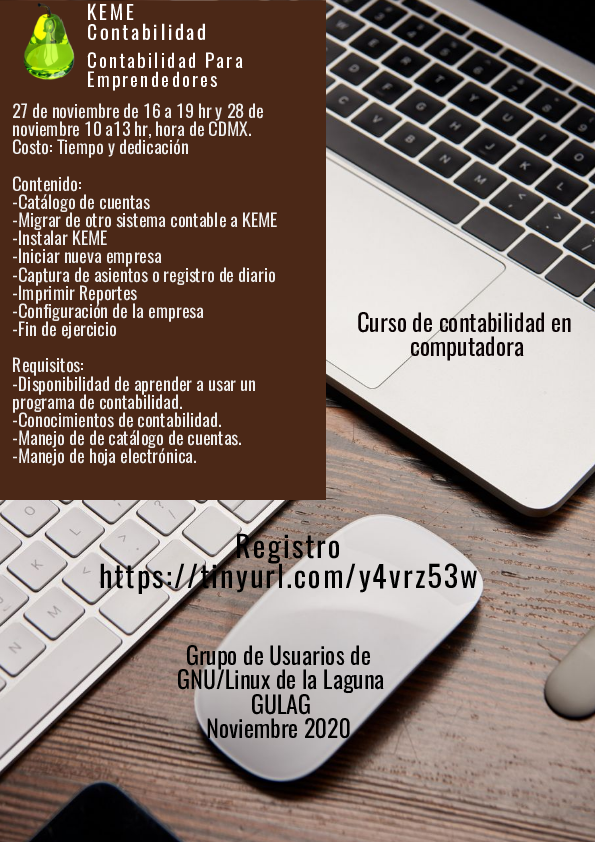 KEME
Contabilidad
Contabilidad Para
Emprendedores
27 de noviembre de 16 a 19 hr y 28 de
noviembre 10 a13 hr, hora de CDMX.
Costo: Tiempo y dedicación
Contenido:
-Catálogo de cuentas
-Migrar de otro sistema contable a KEME
-Instalar KEME
-Iniciar nueva empresa
-Captura de asientos o registro de diario
-Imprimir Reportes
-Configuración de la empresa
-Fin de ejercicio
Requisitos:
-Disponibilidad de aprender a usar un
programa de contabilidad.
-Conocimientos de contabilidad.
-Manejo de de catálogo de cuentas.
-Manejo de hoja electrónica.
Curso de contabilidad en
computadora
Registro
https://tinyurl.com/y4vrz53w
Grupo de Usuarios de
GNU/Linux de la Laguna
GULAG
Noviembre 2020